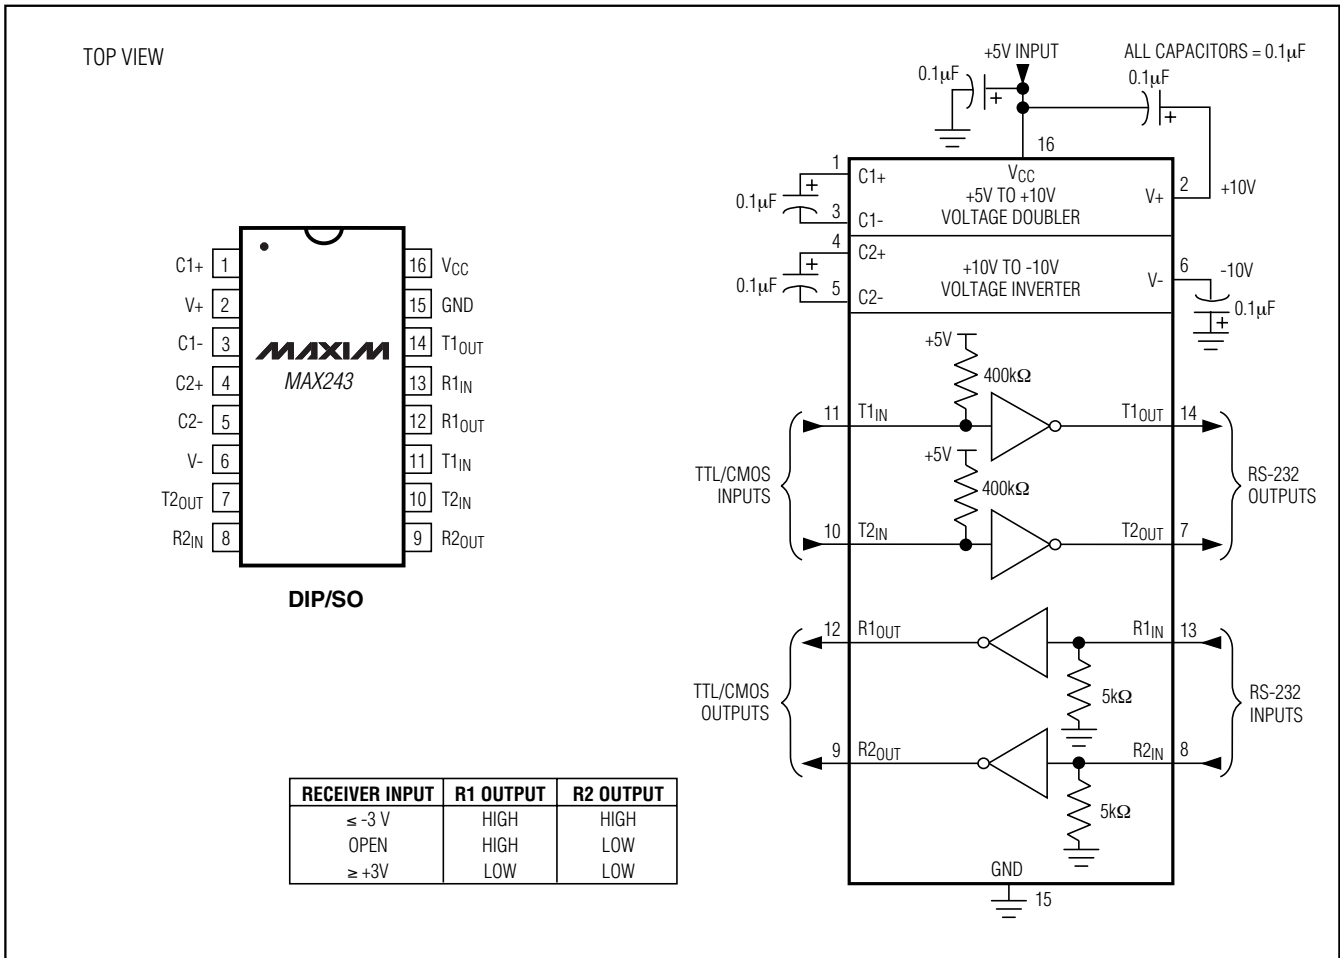 TOP VIEW
C1+ 1
V+ 2
C1- 3
C2+ 4
C2- 5
V- 6
T2OUT 7
R2IN 8
16 VCC
15 GND
14 T1OUT
13 R1IN
12 R1OUT
11 T1IN
10 T2IN
9 R2OUT
MAXIM
MAX243
DIP/SO
RECEIVER INPUT R1 OUTPUT R2 OUTPUT
≤ -3 V HIGH HIGH
OPEN HIGH LOW
≥ +3V LOW LOW
+5V INPUT
ALL CAPACITORS = 0.1µF
0.1µF
+
0.1µF
+
16
VCC
+5V TO +10V
VOLTAGE DOUBLER
1
C1+
+
0.1µF
3
C1-
V+
2
+10V
4
C2+
+
0.1µF
5
C2-
+10V TO -10V
VOLTAGE INVERTER
V-
6
-10V
0.1µF
+
+5V
400kΩ
11
T1IN
T1OUT
14
+5V
400kΩ
TTL/CMOS
INPUTS
RS-232
OUTPUTS
10
T2IN
T2OUT
7
12
R1OUT
R1IN
13
5kΩ
TTL/CMOS
OUTPUTS
RS-232
INPUTS
9
R2OUT
R2IN
8
5kΩ
GND
15